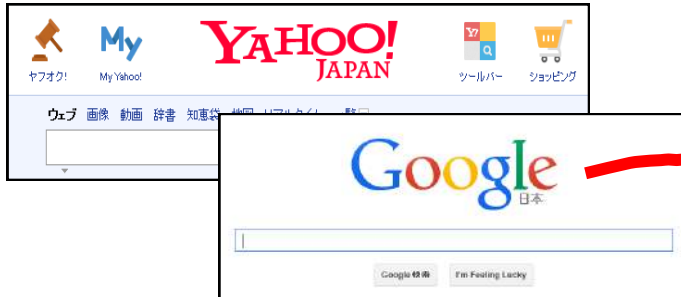 YAHOO!
JAPAN
ヤフオク!
My
My Yahoo!
Y7
ツールバー
ショッピング
ウェブ 画像 動画 辞書 知恵袋
Google
日本
Google 検索
I'm Feeling Lucky